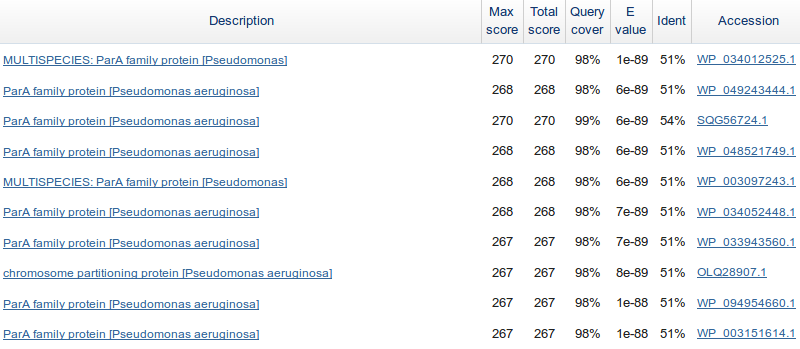 Description Max score Total score Query cover E value Ident Accession
MULTISPECIES: ParA family protein [Pseudomonas] 270 270 98% 1e-89 51% WP_034012525.1
ParA family protein [Pseudomonas aeruginosa] 268 268 98% 6e-89 51% WP_049243444.1
ParA family protein [Pseudomonas aeruginosa] 270 270 99% 6e-89 54% SQG56724.1
ParA family protein [Pseudomonas aeruginosa] 268 268 98% 6e-89 51% WP_048521749.1
MULTISPECIES: ParA family protein [Pseudomonas] 268 268 98% 6e-89 51% WP_003097243.1
ParA family protein [Pseudomonas aeruginosa] 268 268 98% 7e-89 51% WP_034052448.1
ParA family protein [Pseudomonas aeruginosa] 267 267 98% 7e-89 51% WP_033943560.1
chromosome partitioning protein [Pseudomonas aeruginosa] 267 267 98% 8e-89 51% OLQ28907.1
ParA family protein [Pseudomonas aeruginosa] 267 267 98% 1e-88 51% WP_094954660.1
ParA family protein [Pseudomonas aeruginosa] 267 267 98% 1e-88 51% WP_003151614.1